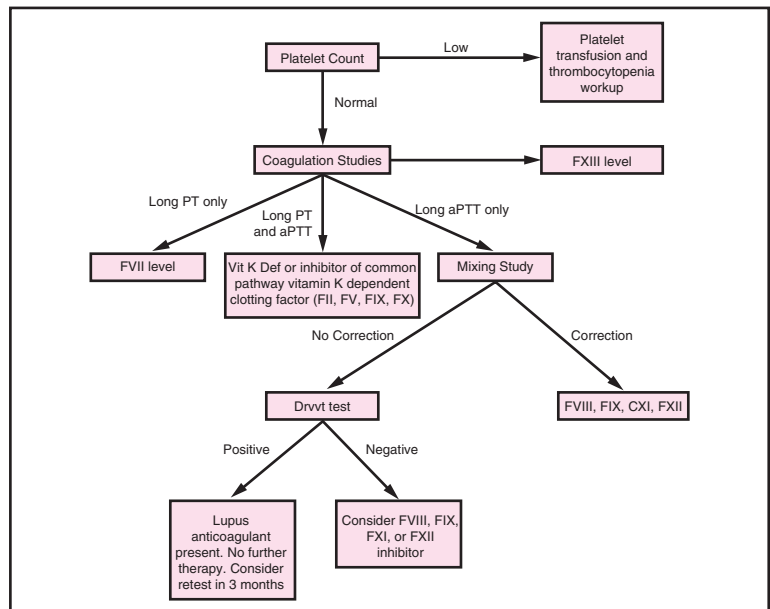 Platelet Count
Low
Platelet
transfusion and
thrombocytopenia
workup
Normal
Coagulation Studies
FXIII level
Long PT only
Long PT
and aPTT
Long aPTT only
FVII level
Vit K Def or inhibitor of common
pathway vitamin K dependent
clotting factor (FII, FV, FIX, FX)
Mixing Study
No Correction
Correction
Drvvt test
FVIII, FIX, CXI, FXII
Positive
Negative
Lupus
anticoagulant
present. No further
therapy. Consider
retest in 3 months
Consider FVIII, FIX,
FXI, or FXII
inhibitor